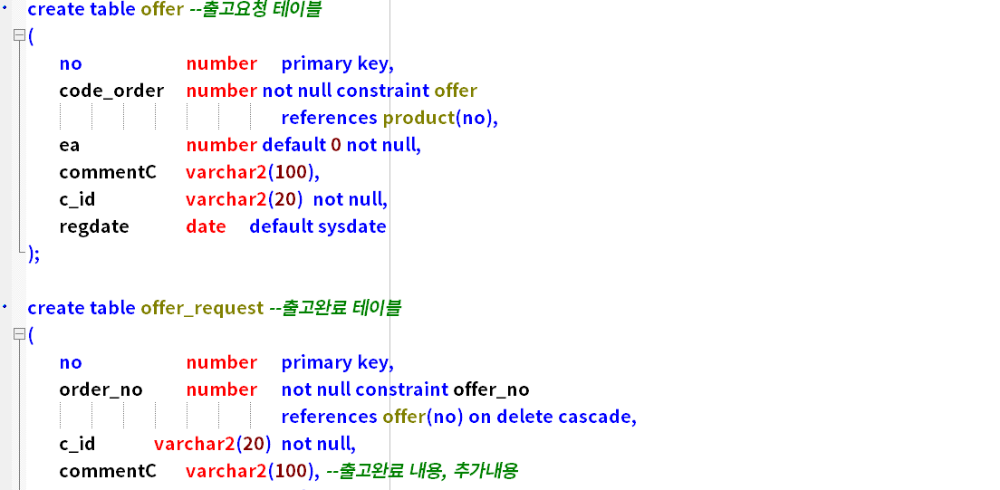 create table offer --출고요청 테이블
(
no number primary key,
code_order number not null constraint offer
references product(no),
ea number default 0 not null,
commentC varchar2(100),
c_id varchar2(20) not null,
regdate date default sysdate
);
create table offer_request --출고완료 테이블
(
no number primary key,
order_no number not null constraint offer_no
references offer(no) on delete cascade,
c_id varchar2(20) not null,
commentC varchar2(100), --출고완료 내용, 추가내용